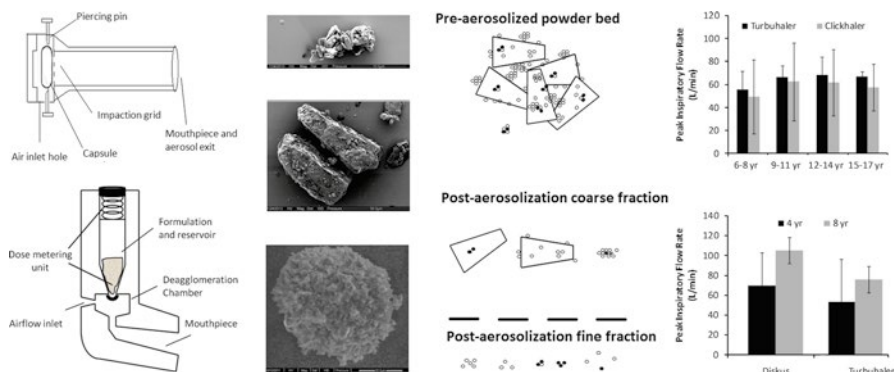 Piercing pin
Impaction grid
Mouthpiece and
aerosol exit
Air inlet hole
Capsule
Dose metering
unit
Formulation
and reservoir
Deagglomeration
Chamber
Airflow inlet
Mouthpiece
Pre-aerosolized powder bed
Post-aerosolization coarse fraction
Post-aerosolization fine fraction
Peak Inspiratory Flow Rate
(L/min)
140
120
100
80
60
40
20
0
Turbuhaler
Clickhaler
6-8 yr
9-11 yr
12-14 yr
15-17 yr
Peak Inspiratory Flow Rate
(L/min)
140
120
100
80
60
40
20
0
4 yr
8 yr
Diskus
Turbuhaler